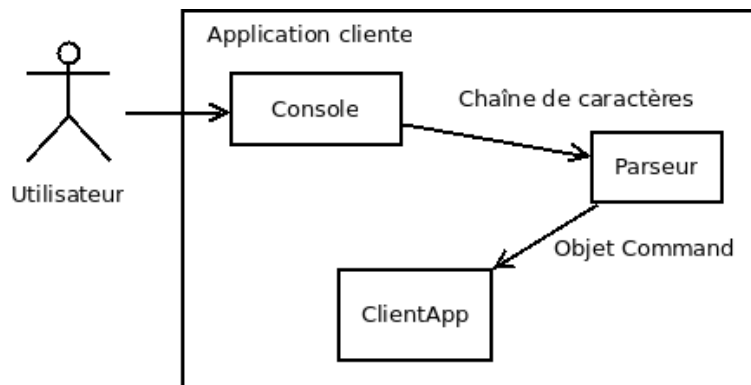 Application cliente
Console
Chaîne de caractères
Parseur
Utilisateur
Objet Command
ClientApp